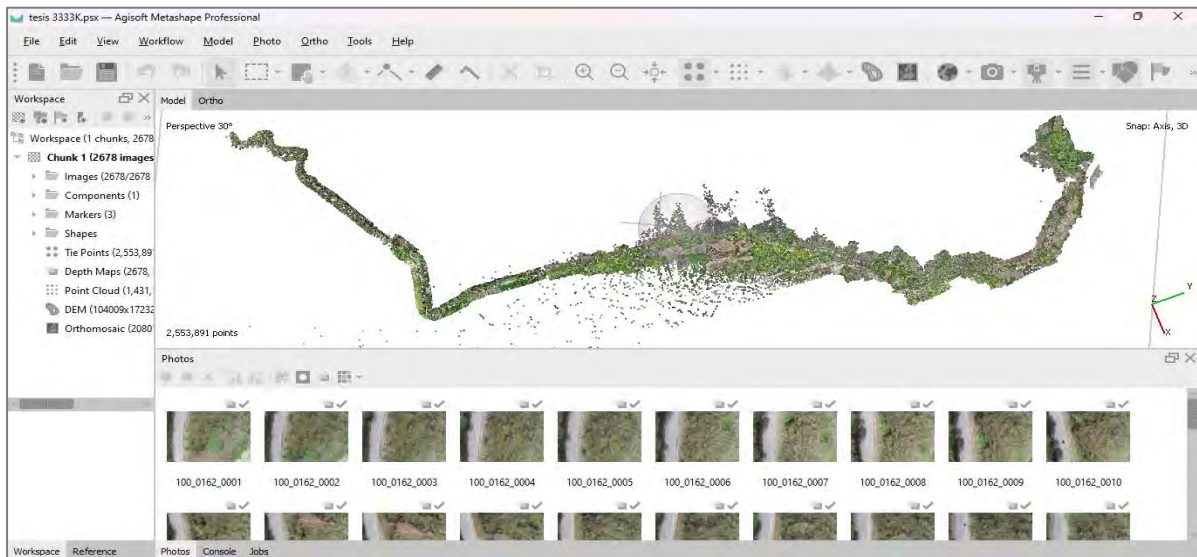 tesis 3333K.psx — Agisoft Metashape Professional
File Edit View Workflow Model Photo Ortho Tools Help
Workspace
Model Ortho
Workspace (1 chunks, 2678
Chunk 1 (2678 images
Images (2678/2678
Components (1)
Markers (3)
Shapes
Tie Points (2,553,89
Depth Maps (2678,
Point Cloud (1,431,
DEM (104009x17232
Orthomosaic (2080
Perspective 30°
Snap: Axis, 3D
Z
Y
X
2,553,891 points
Photos
100_0162_0001 100_0162_0002 100_0162_0003 100_0162_0004 100_0162_0005 100_0162_0006 100_0162_0007 100_0162_0008 100_0162_0009 100_0162_0010
Workspace Reference
Photos Console Jobs